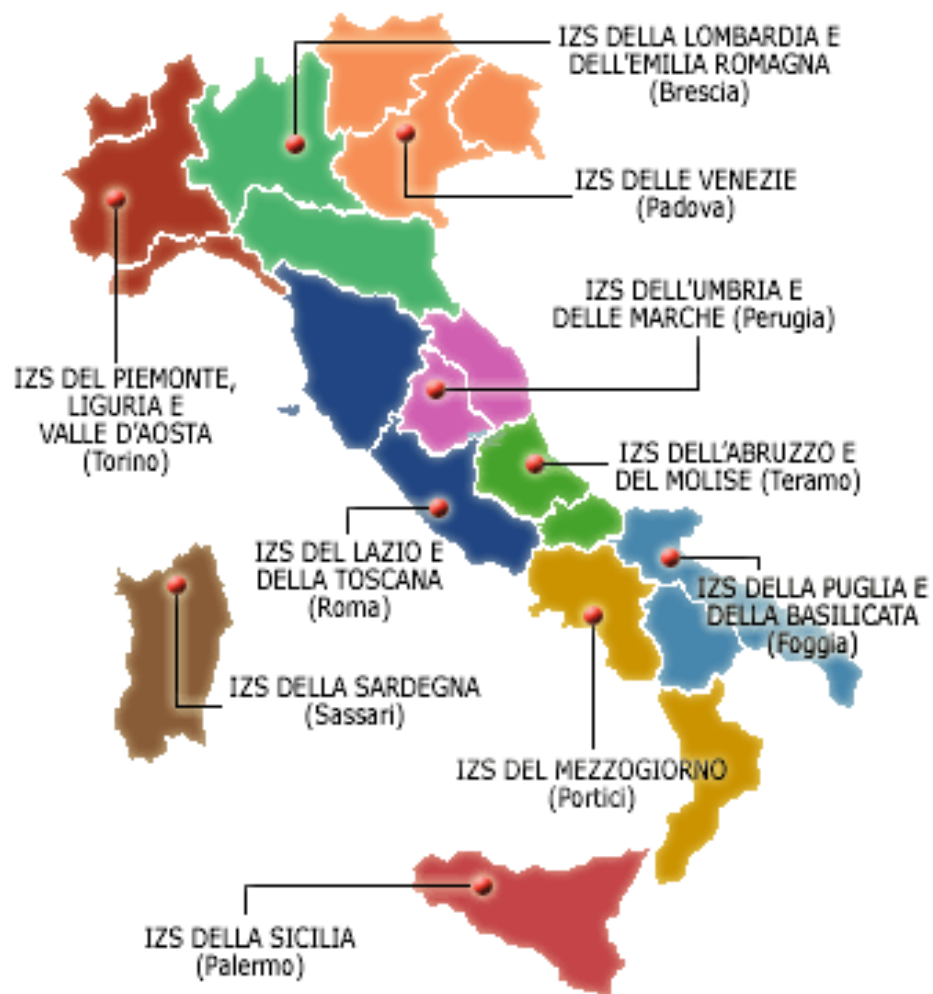 IZS DELLA LOMBARDIA E
DELL'EMILIA ROMAGNA
(Brescia)
IZS DELLE VENEZIE
(Padova)
IZS DELL'UMBRIA E
DELLE MARCHE (Perugia)
IZS DEL PIEMONTE,
LIGURIA E
VALLE D'AOSTA
(Torino)
IZS DELL'ABRUZZO E
DEL MOLISE (Teramo)
IZS DEL LAZIO E
DELLA TOSCANA
(Roma)
IZS DELLA PUGLIA E
DELLA BASILICATA
(Foggia)
IZS DELLA SARDEGNA
(Sassari)
IZS DEL MEZZOGIORNO
(Portici)
IZS DELLA SICILIA
(Palermo)